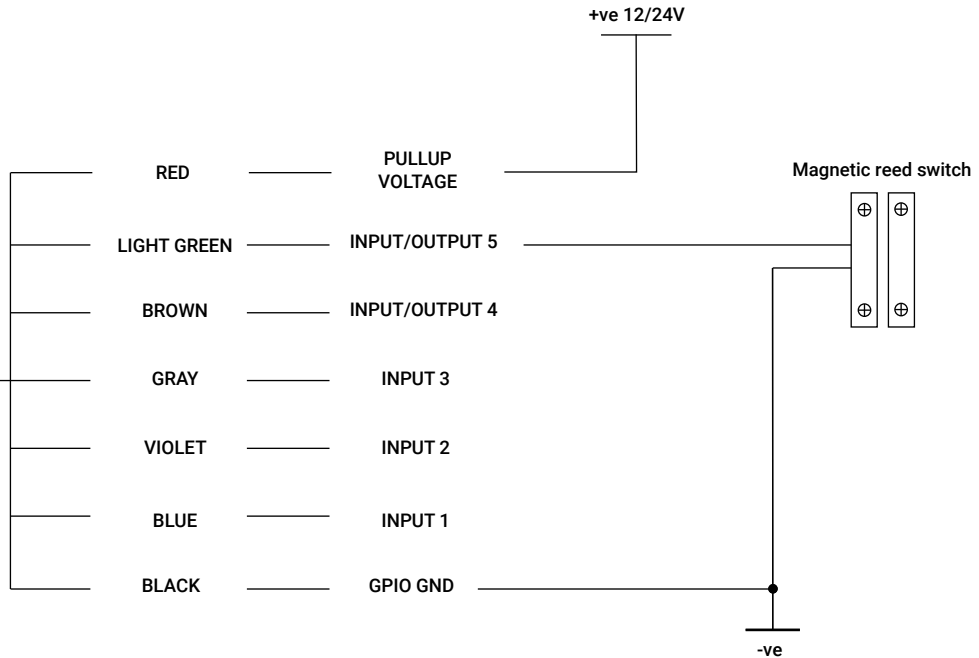 +ve 12/24V
Magnetic reed switch
RED
PULLUP
VOLTAGE
LIGHT GREEN
INPUT/OUTPUT 5
BROWN
INPUT/OUTPUT 4
GRAY
INPUT 3
VIOLET
INPUT 2
BLUE
INPUT 1
BLACK
GPIO GND
-ve